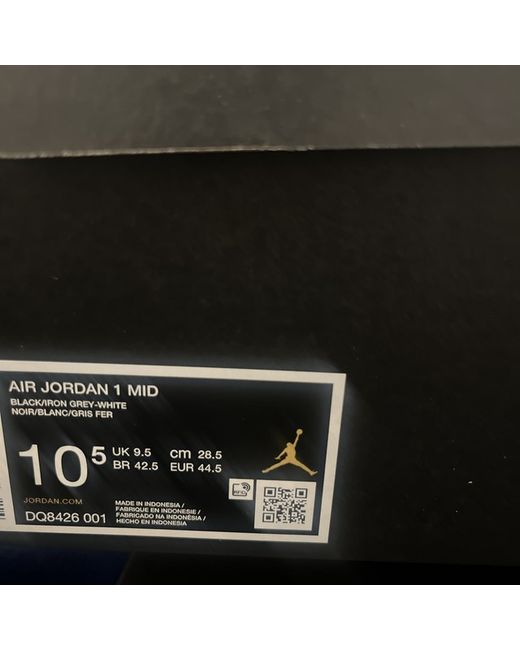 AIR JORDAN 1 MID
BLACK/IRON GREY-WHITE
NOIR/BLANC/GRIS FER
10⁵ UK 9.5 cm 28.5
BR 42.5 EUR 44.5
JORDAN.COM
DQ8426 001
MADE IN INDONESIA /
FABRIQUE EN INDONESIE /
FABRICADO NA INDONÉSIA /
HECHO EN INDONESIA